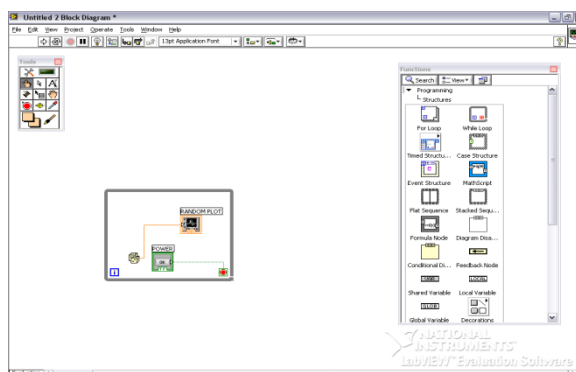 Untitled 2 Block Diagram *
File Edit View Project Operate Tools Window Help
13pt Application Font
Tools
Functions
Search View
Programming
Structures
For Loop While Loop
Timed Structu... Case Structure
Event Structure MathScript
Flat Sequence Stacked Sequ...
Formula Node Diagram Disa...
Conditional Di... Feedback Node
Shared Variable Local Variable
Global Variable Decorations
RANDOM PLOT
POWER
OK
i
NATIONAL
INSTRUMENTS
LabVIEW Evaluation Software